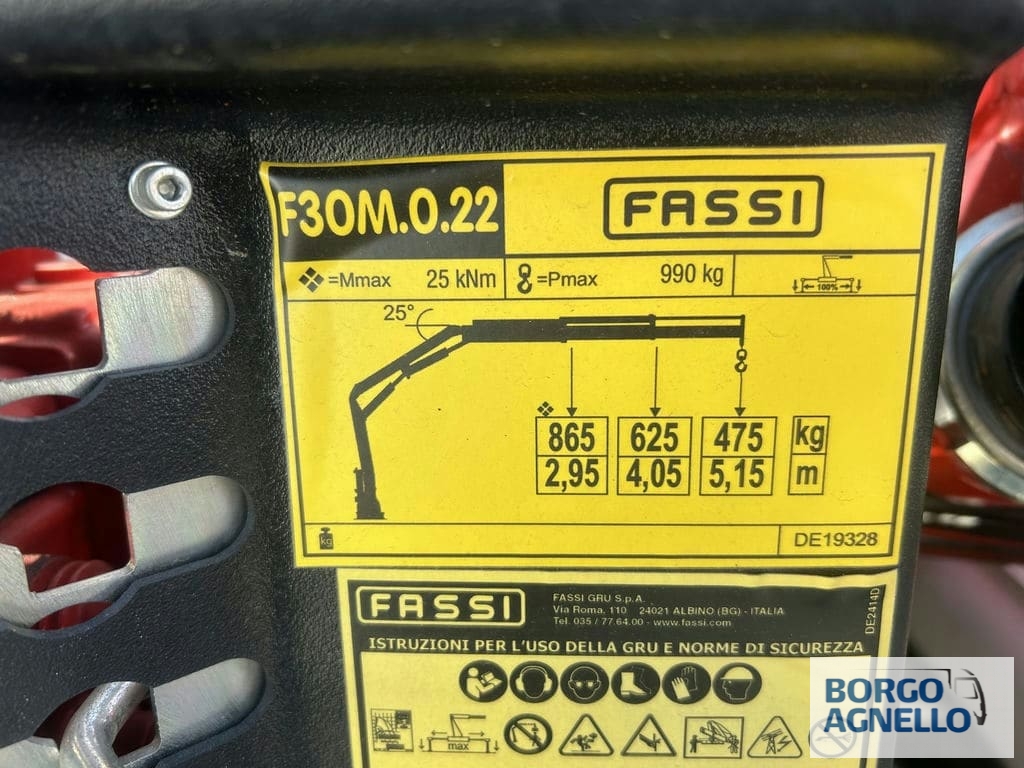 F30M.0.22
FASSI
=Mmax 25 kNm
=Pmax 990 kg
100%
25°
865 625 475 kg
2,95 4,05 5,15 m
kg
DE19328
FASSI
FASSI GRU S.p.A.
Via Roma, 110 24021 ALBINO (BG) - ITALIA
Tel. 035 / 77.64.00 - www.fassi.com
DE2414D
ISTRUZIONI PER L'USO DELLA GRU E NORME DI SICUREZZA
max
BORGO
AGNELLO